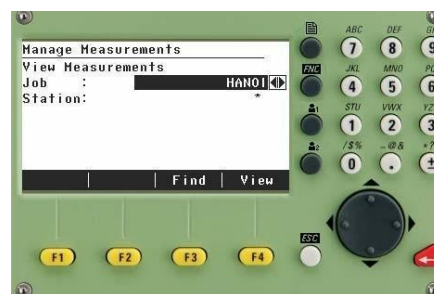 Manage Measurements
View Measurements
Job : HANOI
Station: *
Find View
F1 F2 F3 F4
ABC DEF
7 8 9
FNC JKL MNO
4 5 6
STU VWX YZ
1 2 3
/$% _@& *?
0 . ±
ESC